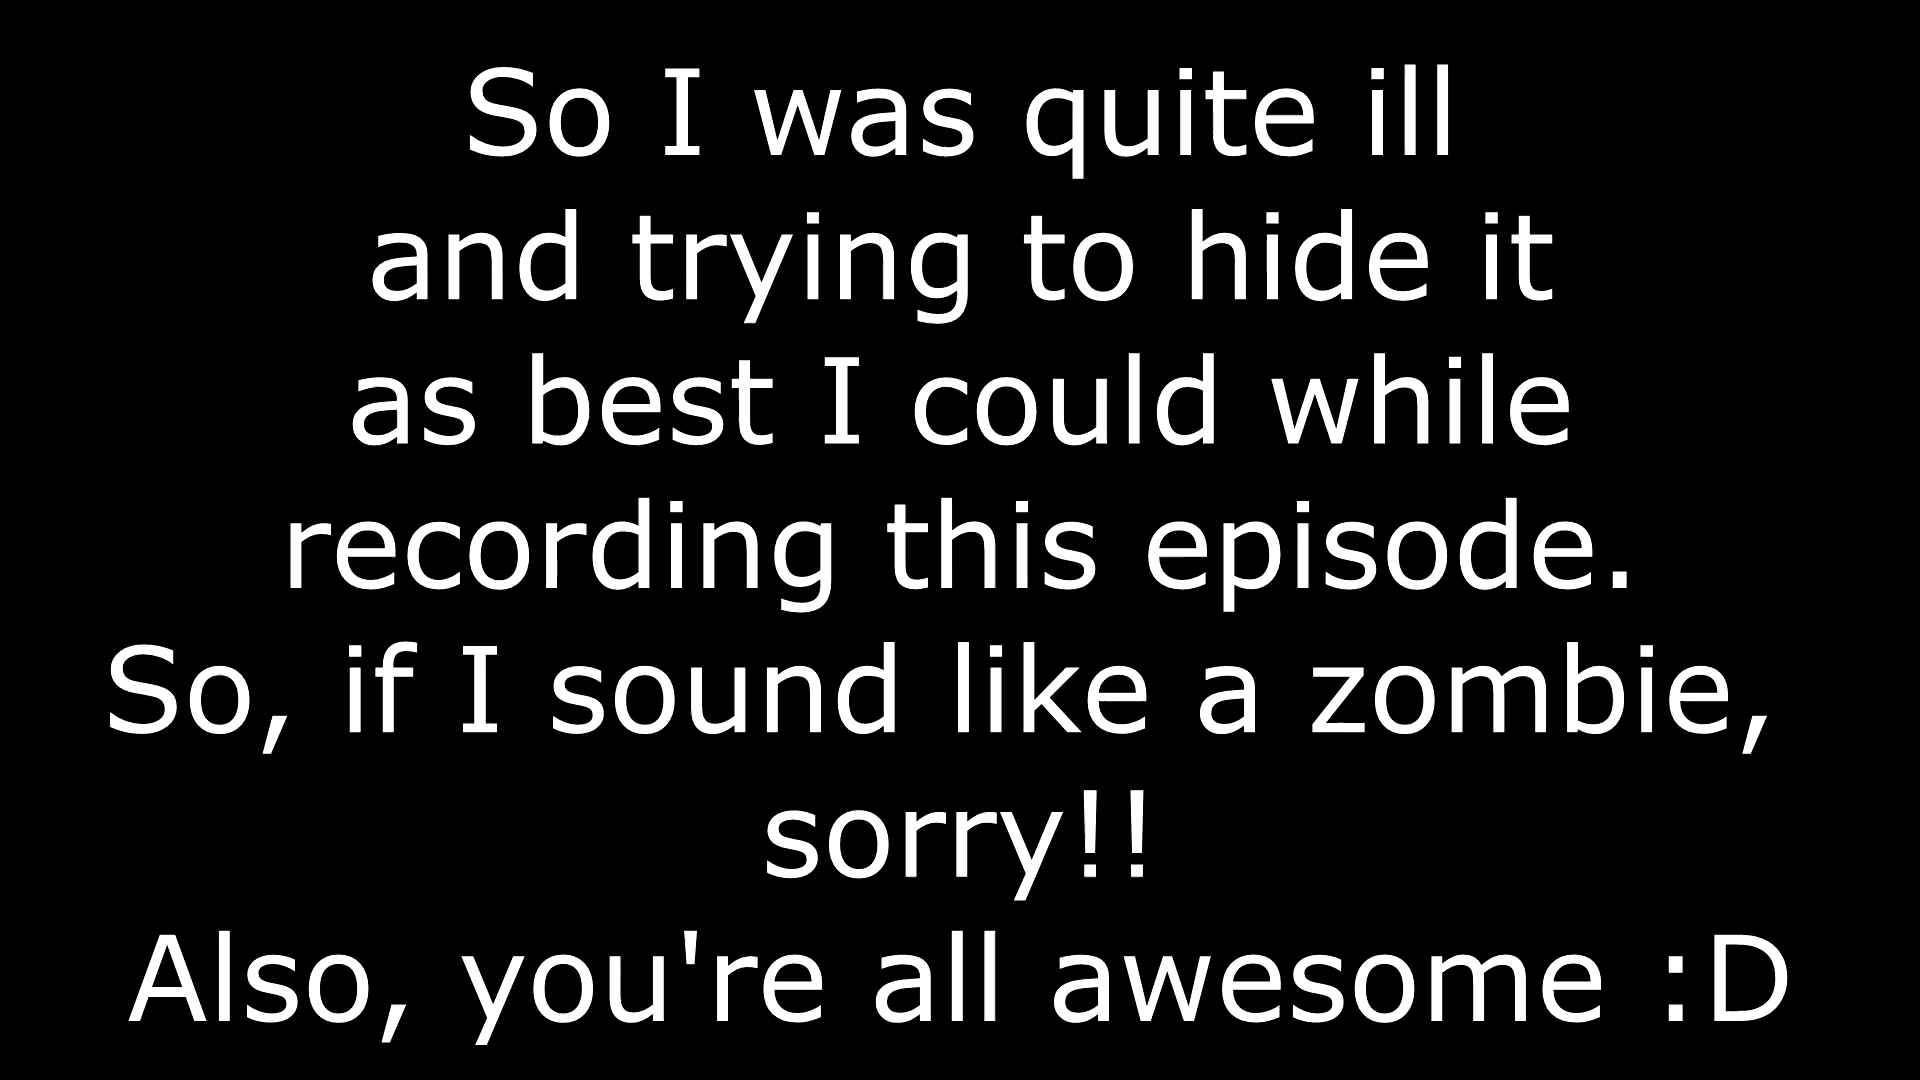 So I was quite ill
and trying to hide it
as best I could while
recording this episode.
So, if I sound like a zombie,
sorry!!
Also, you're all awesome :D